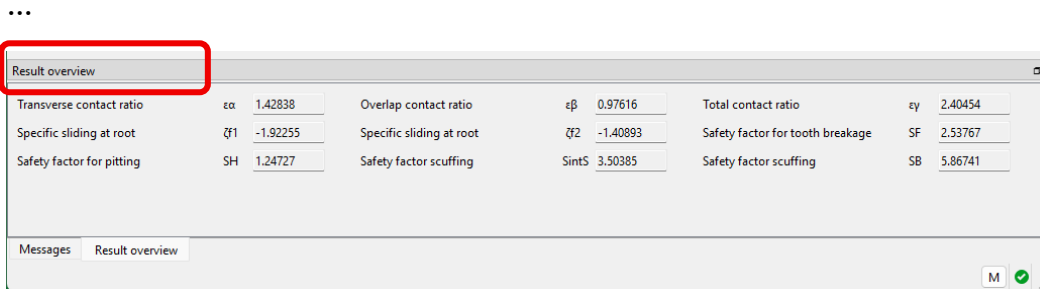 ...
Result overview
Transverse contact ratio εα 1.42838 Overlap contact ratio εβ 0.97616 Total contact ratio εγ 2.40454
Specific sliding at root ζf1 -1.92255 Specific sliding at root ζf2 -1.40893 Safety factor for tooth breakage SF 2.53767
Safety factor for pitting SH 1.24727 Safety factor scuffing SintS 3.50385 Safety factor scuffing SB 5.86741
Messages Result overview
M